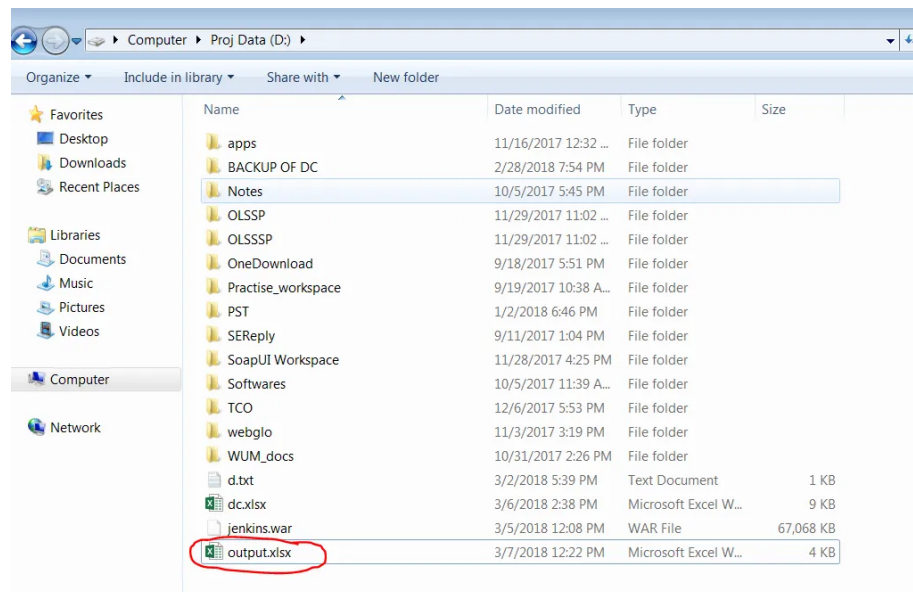 Computer Proj Data (D:)
Organize Include in library Share with New folder
Favorites
Desktop
Downloads
Recent Places
Libraries
Documents
Music
Pictures
Videos
Computer
Network
Name Date modified Type Size
apps 11/16/2017 12:32 ... File folder
BACKUP OF DC 2/28/2018 7:54 PM File folder
Notes 10/5/2017 5:45 PM File folder
OLSSP 11/29/2017 11:02 ... File folder
OLSSSP 11/29/2017 11:02 ... File folder
OneDownload 9/18/2017 5:51 PM File folder
Practise_workspace 9/19/2017 10:38 A... File folder
PST 1/2/2018 6:46 PM File folder
SEReply 9/11/2017 1:04 PM File folder
SoapUI Workspace 11/28/2017 4:25 PM File folder
Softwares 10/5/2017 11:39 A... File folder
TCO 12/6/2017 5:53 PM File folder
webglo 11/3/2017 3:19 PM File folder
WUM_docs 10/31/2017 2:26 PM File folder
d.txt 3/2/2018 5:39 PM Text Document 1 KB
dc.xlsx 3/6/2018 2:38 PM Microsoft Excel W... 9 KB
jenkins.war 3/5/2018 12:08 PM WAR File 67,068 KB
output.xlsx 3/7/2018 12:22 PM Microsoft Excel W... 4 KB